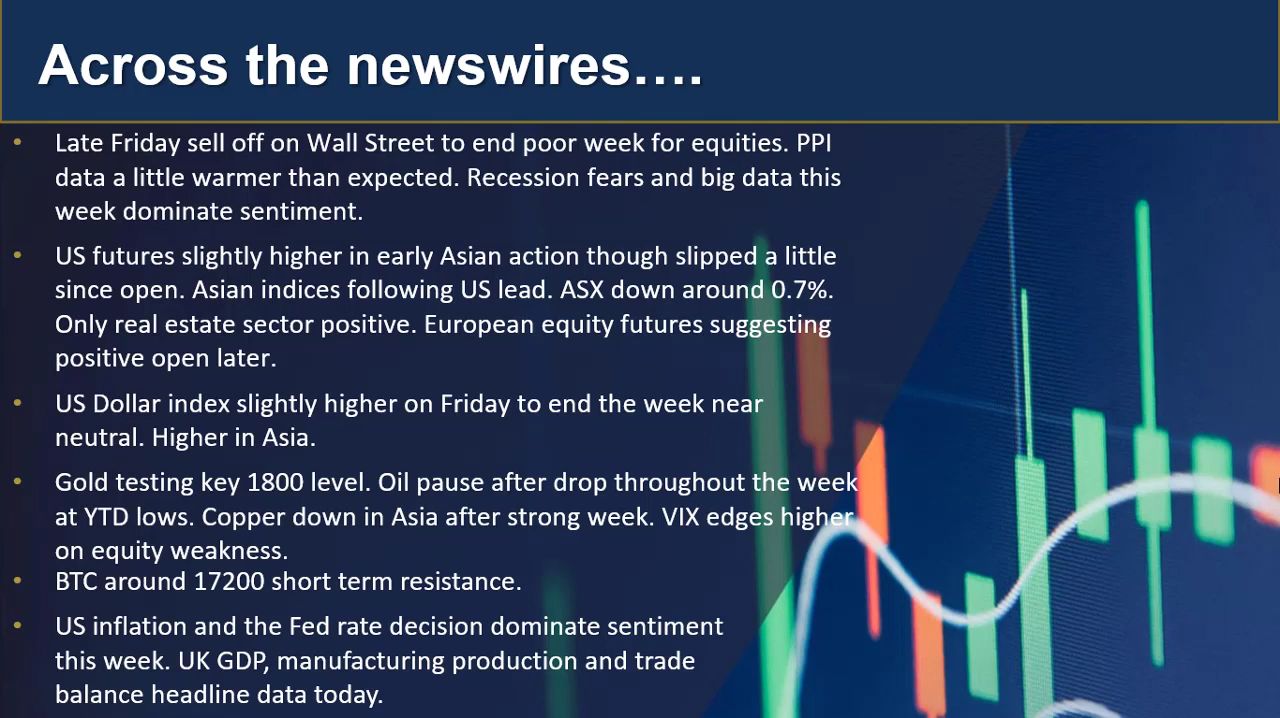 Across the newswires….
• Late Friday sell off on Wall Street to end poor week for equities. PPI
data a little warmer than expected. Recession fears and big data this
week dominate sentiment.
• US futures slightly higher in early Asian action though slipped a little
since open. Asian indices following US lead. ASX down around 0.7%.
Only real estate sector positive. European equity futures suggesting
positive open later.
• US Dollar index slightly higher on Friday to end the week near
neutral. Higher in Asia.
• Gold testing key 1800 level. Oil pause after drop throughout the week
at YTD lows. Copper down in Asia after strong week. VIX edges higher
on equity weakness.
• BTC around 17200 short term resistance.
• US inflation and the Fed rate decision dominate sentiment
this week. UK GDP, manufacturing production and trade
balance headline data today.